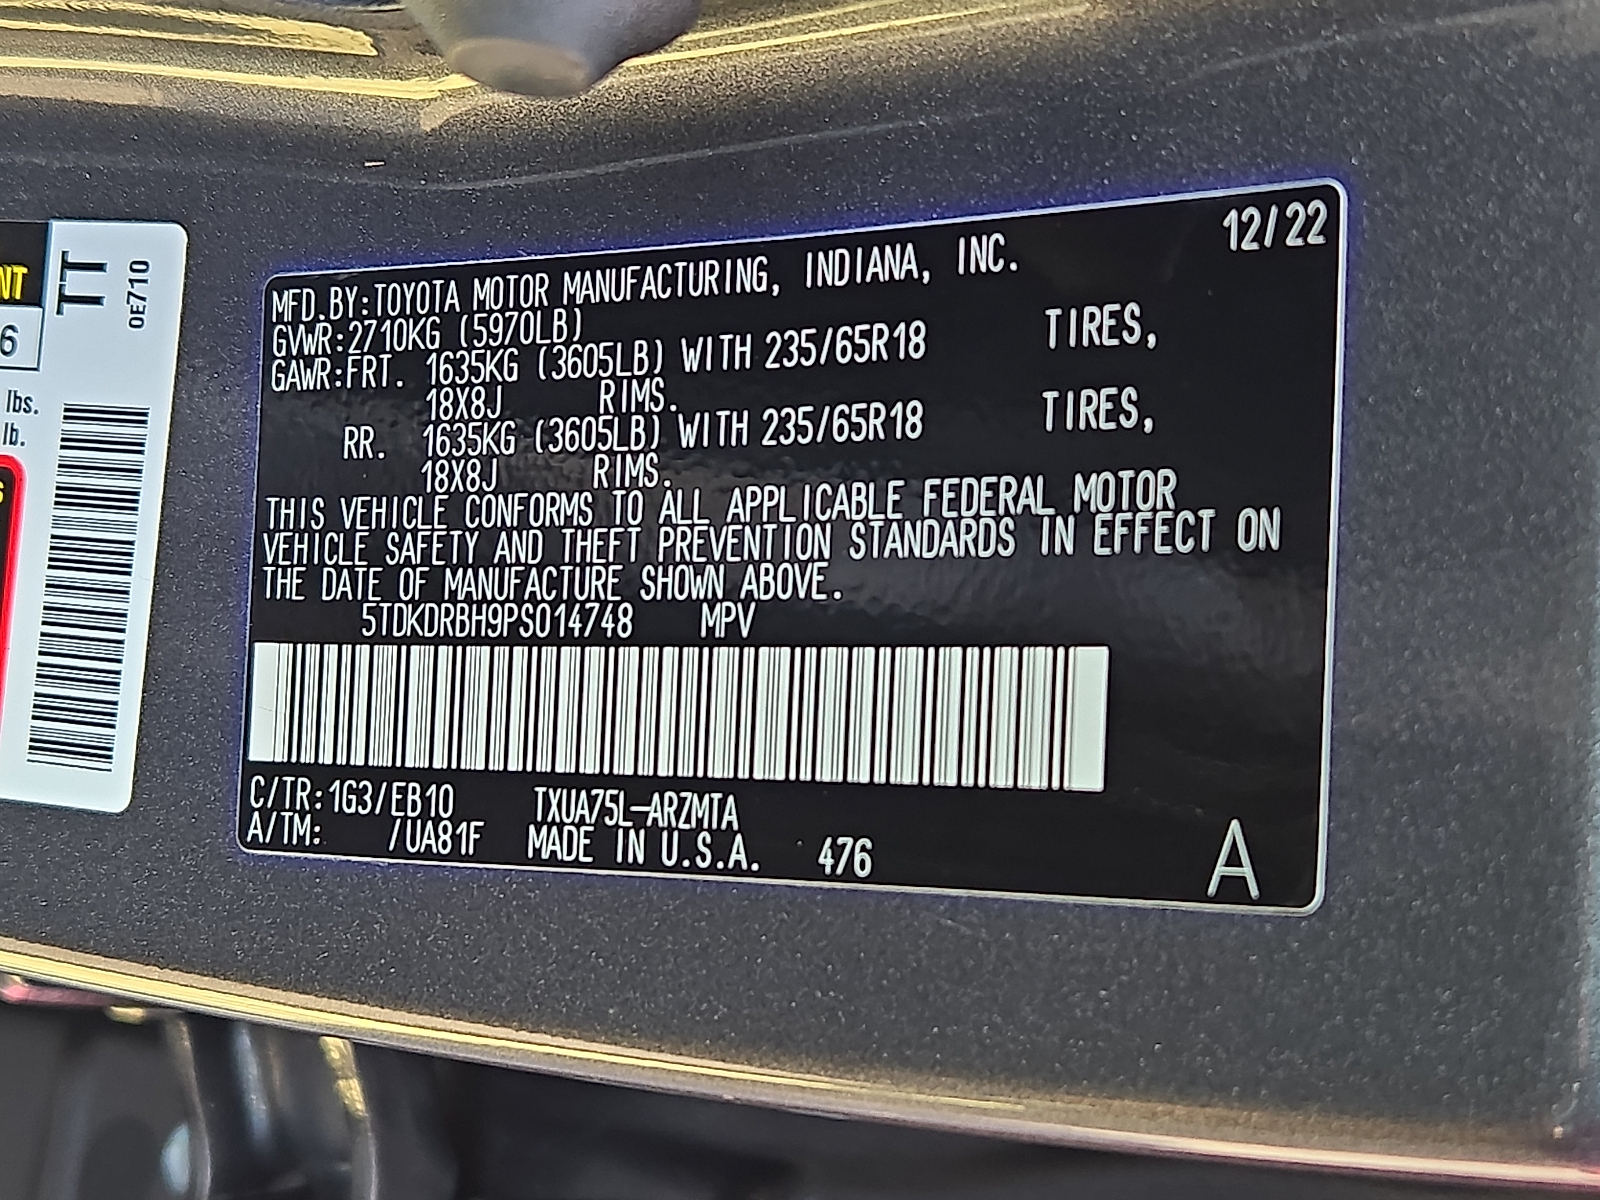 NT
6
lbs.
lb.
TT
0E710
12/22
MFD.BY:TOYOTA MOTOR MANUFACTURING, INDIANA, INC.
GVWR:2710KG (5970LB)
GAWR:FRT. 1635KG (3605LB) WITH 235/65R18 TIRES,
18X8J RIMS.
RR. 1635KG (3605LB) WITH 235/65R18 TIRES,
18X8J RIMS.
THIS VEHICLE CONFORMS TO ALL APPLICABLE FEDERAL MOTOR
VEHICLE SAFETY AND THEFT PREVENTION STANDARDS IN EFFECT ON
THE DATE OF MANUFACTURE SHOWN ABOVE.
5TDKDRBH9PS014748 MPV
C/TR:1G3/EB10 TXUA75L-ARZMTA
A/TM: /UA81F MADE IN U.S.A. 476
A